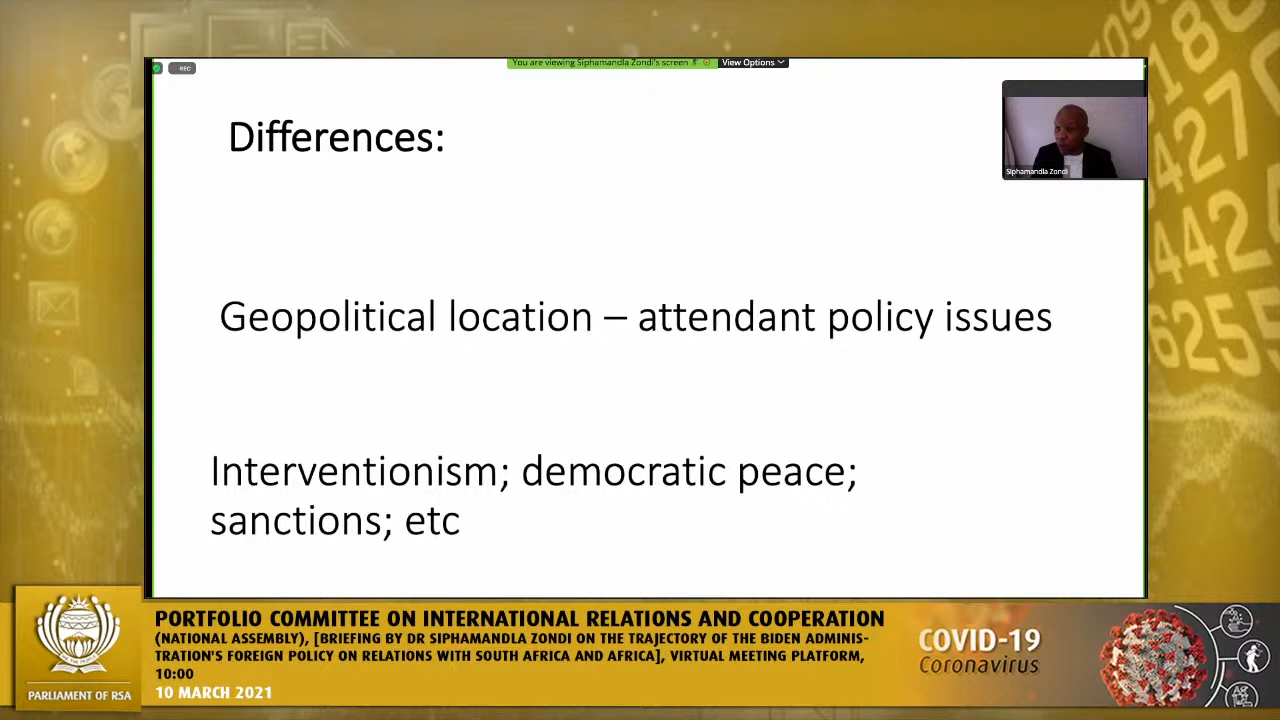 REC
You are viewing Siphamandla Zondi's screen
View Options
Differences:
Siphamandla Zondi
Geopolitical location – attendant policy issues
Interventionism; democratic peace;
sanctions; etc
PARLIAMENT OF RSA
PORTFOLIO COMMITTEE ON INTERNATIONAL RELATIONS AND COOPERATION
(NATIONAL ASSEMBLY), [BRIEFING BY DR SIPHAMANDLA ZONDI ON THE TRAJECTORY OF THE BIDEN ADMINIS-
TRATION'S FOREIGN POLICY ON RELATIONS WITH SOUTH AFRICA AND AFRICA], VIRTUAL MEETING PLATFORM,
10:00
10 MARCH 2021
COVID-19
Coronavirus